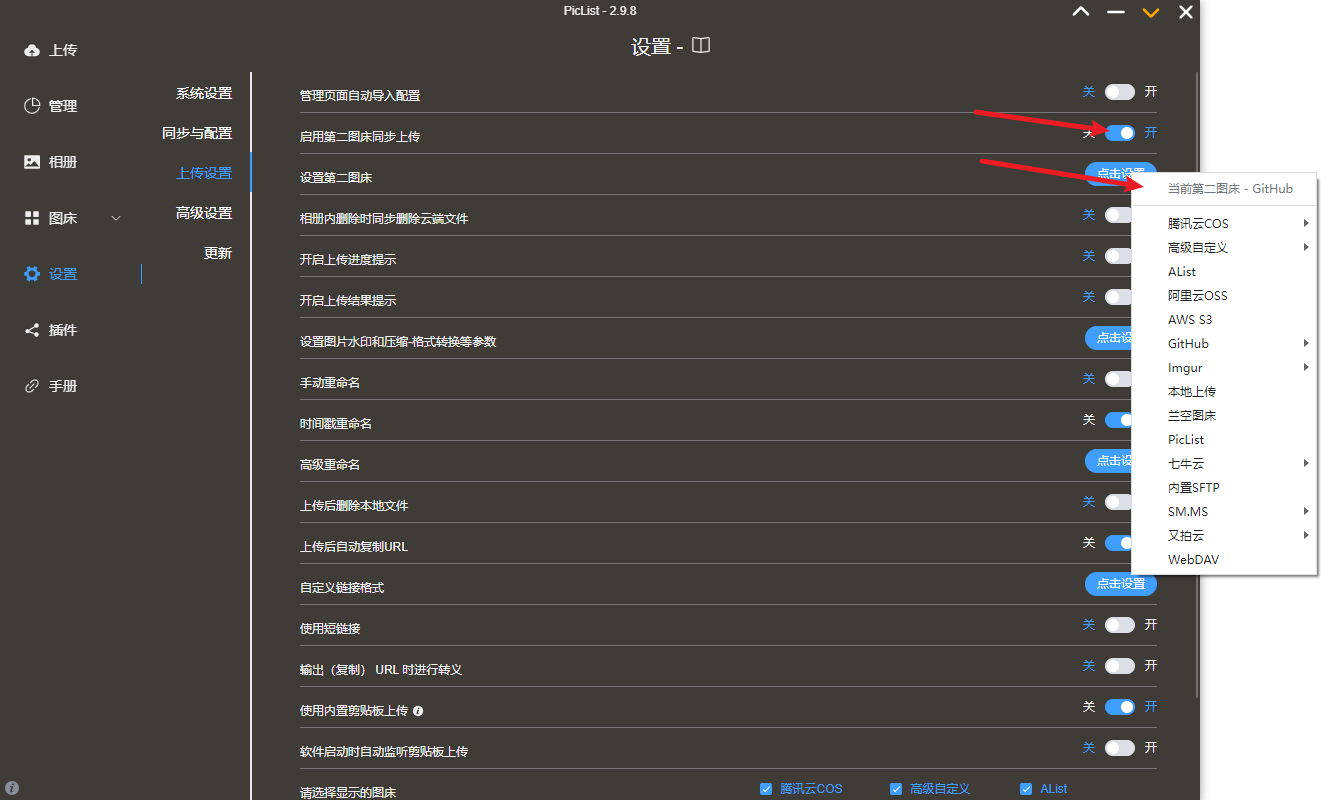 PicList - 2.9.8
设置 -
上传
管理
相册
图床
设置
插件
手册
系统设置
同步与配置
上传设置
高级设置
更新
管理页面自动导入配置 关 开
启用第二图床同步上传 关 开
设置第二图床 点击设置
相册内删除时同步删除云端文件 关
开启上传进度提示 关
开启上传结果提示 关
设置图片水印和压缩-格式转换等参数 点击设
手动重命名 关
时间戳重命名 关
高级重命名 点击设
上传后删除本地文件 关
上传后自动复制URL 关
自定义链接格式 点击设置
使用短链接 关 开
输出（复制） URL 时进行转义 关 开
使用内置剪贴板上传 关 开
软件启动时自动监听剪贴板上传 关 开
请选择显示的图床 腾讯云COS 高级自定义 AList
当前第二图床 - GitHub
腾讯云COS
高级自定义
AList
阿里云OSS
AWS S3
GitHub
Imgur
本地上传
兰空图床
PicList
七牛云
内置SFTP
SM.MS
又拍云
WebDAV